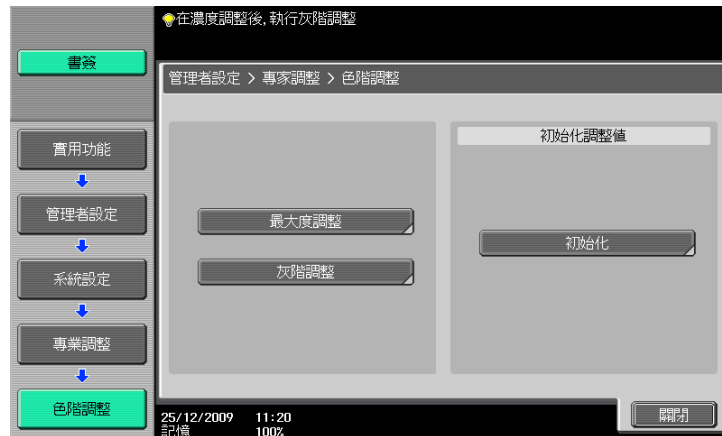 在濃度調整後,執行灰階調整
書簽
管理者設定 > 專家調整 > 色階調整
實用功能
管理者設定
系統設定
專業調整
色階調整
最大度調整
灰階調整
初始化調整值
初始化
25/12/2009 11:20
記憶 100%
關閉